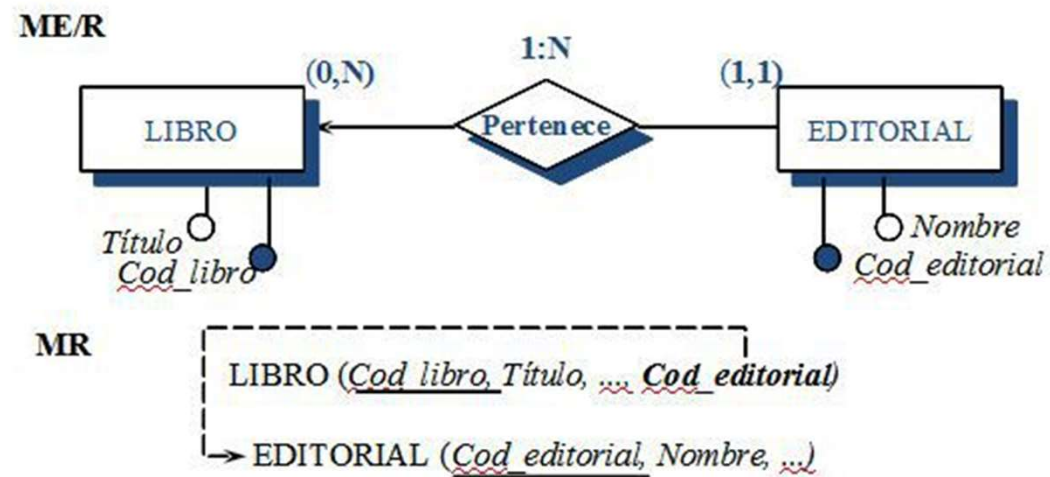 ME/R
1:N
(0,N)
(1,1)
LIBRO
Pertenece
EDITORIAL
Título
Cod_libro
Nombre
Cod_editorial
MR
LIBRO (Cod_libro, Título, ..., Cod_editorial)
EDITORIAL (Cod_editorial, Nombre, ...)